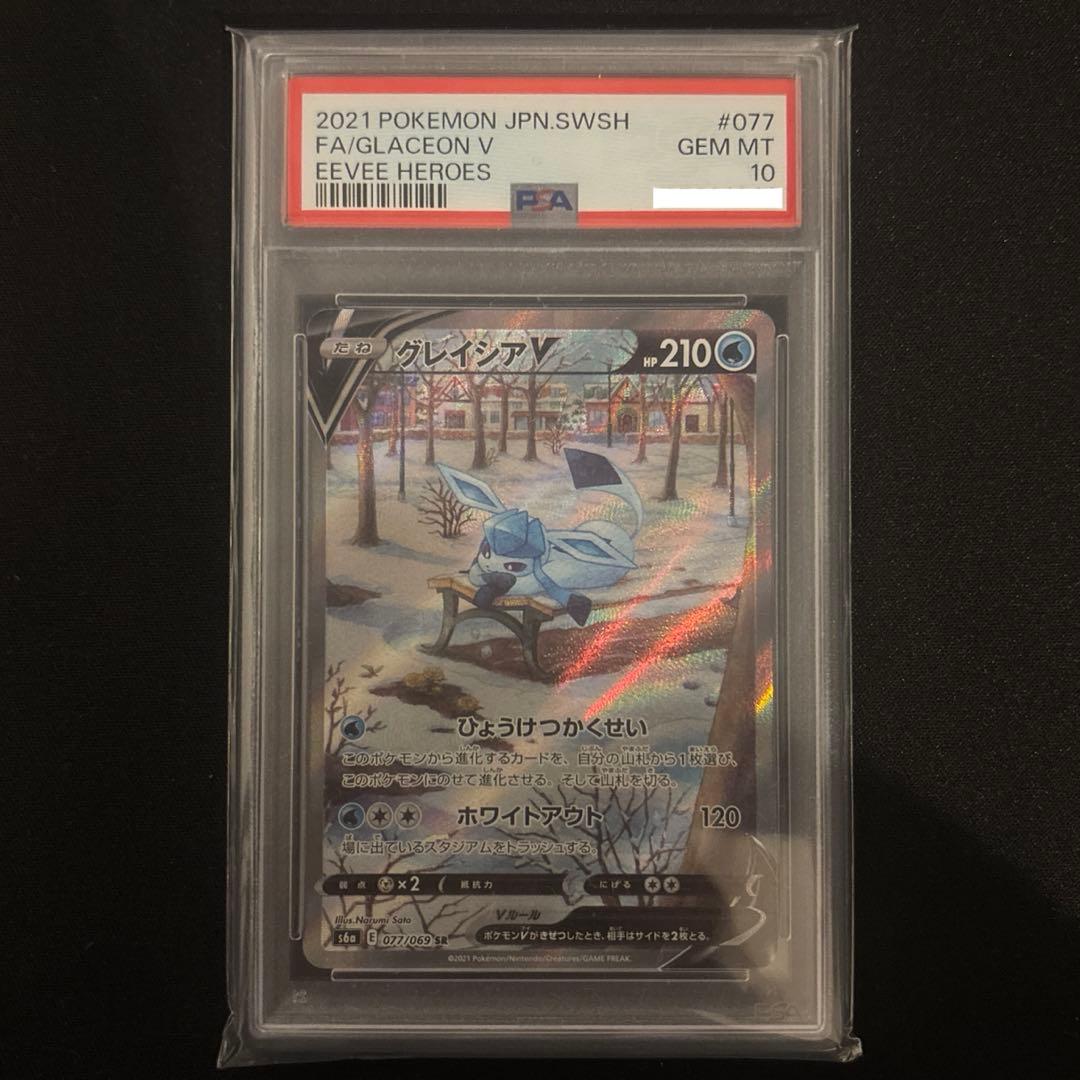 2021 POKEMON JPN.SWSH #077
FA/GLACEON V GEM MT
EEVEE HEROES 10
PSA
たね グレイシアV HP 210
ひょうけつかくせい
このポケモンから進化するカードを、自分の山札から1枚選び、
このポケモンにのせて進化させる。そして山札を切る。
ホワイトアウト 120
場に出ているスタジアムをトラッシュする。
弱点 ×2 抵抗力 にげる
Illus.Narumi Sato Vルール
s6a E 077/069 SR ポケモンVがきぜつしたとき、相手はサイドを2枚とる。
©2021 Pokémon/Nintendo/Creatures/GAME FREAK.
PSA